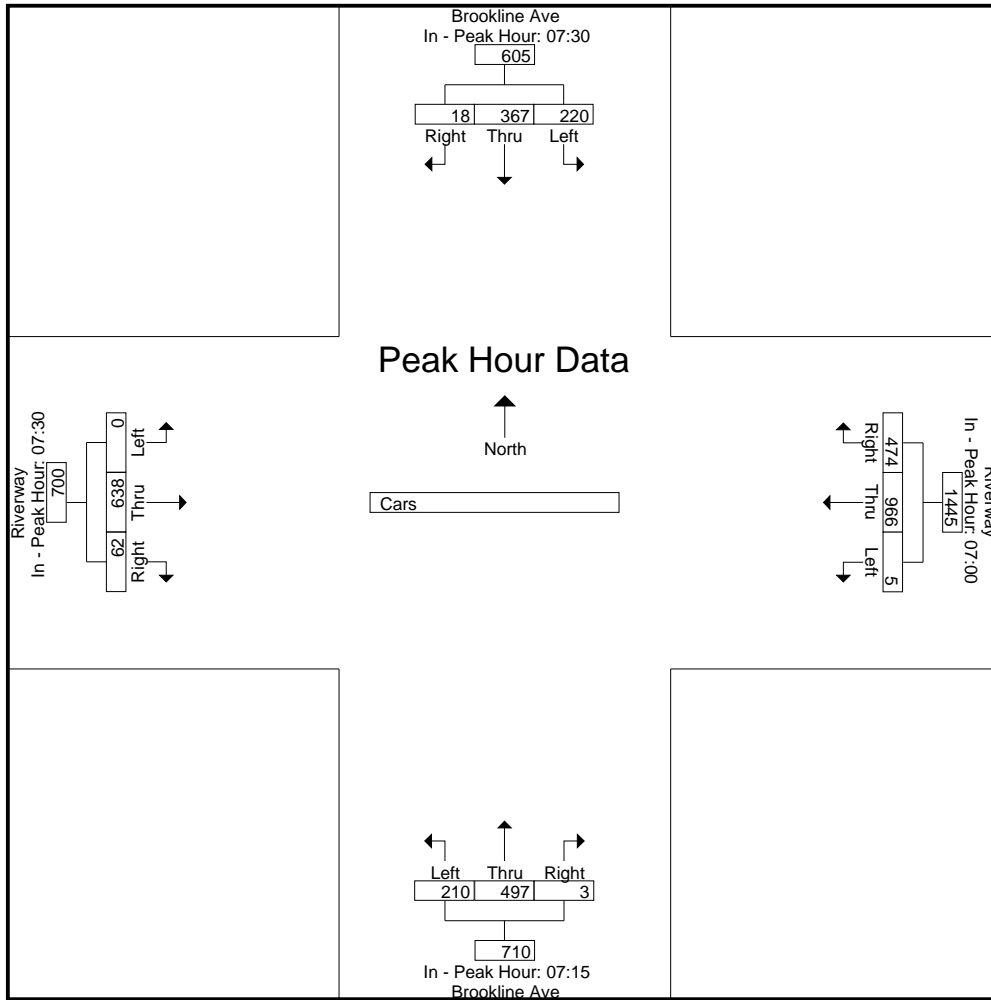 Brookline Ave
In - Peak Hour: 07:30
605
18 367 220
Right Thru Left
Peak Hour Data
North
Cars
Riverway
In - Peak Hour: 07:30
700
0 638 62
Left Thru Right
Riverway
In - Peak Hour: 07:00
1445
474 966 5
Right Thru Left
Left Thru Right
210 497 3
710
In - Peak Hour: 07:15
Brookline Ave